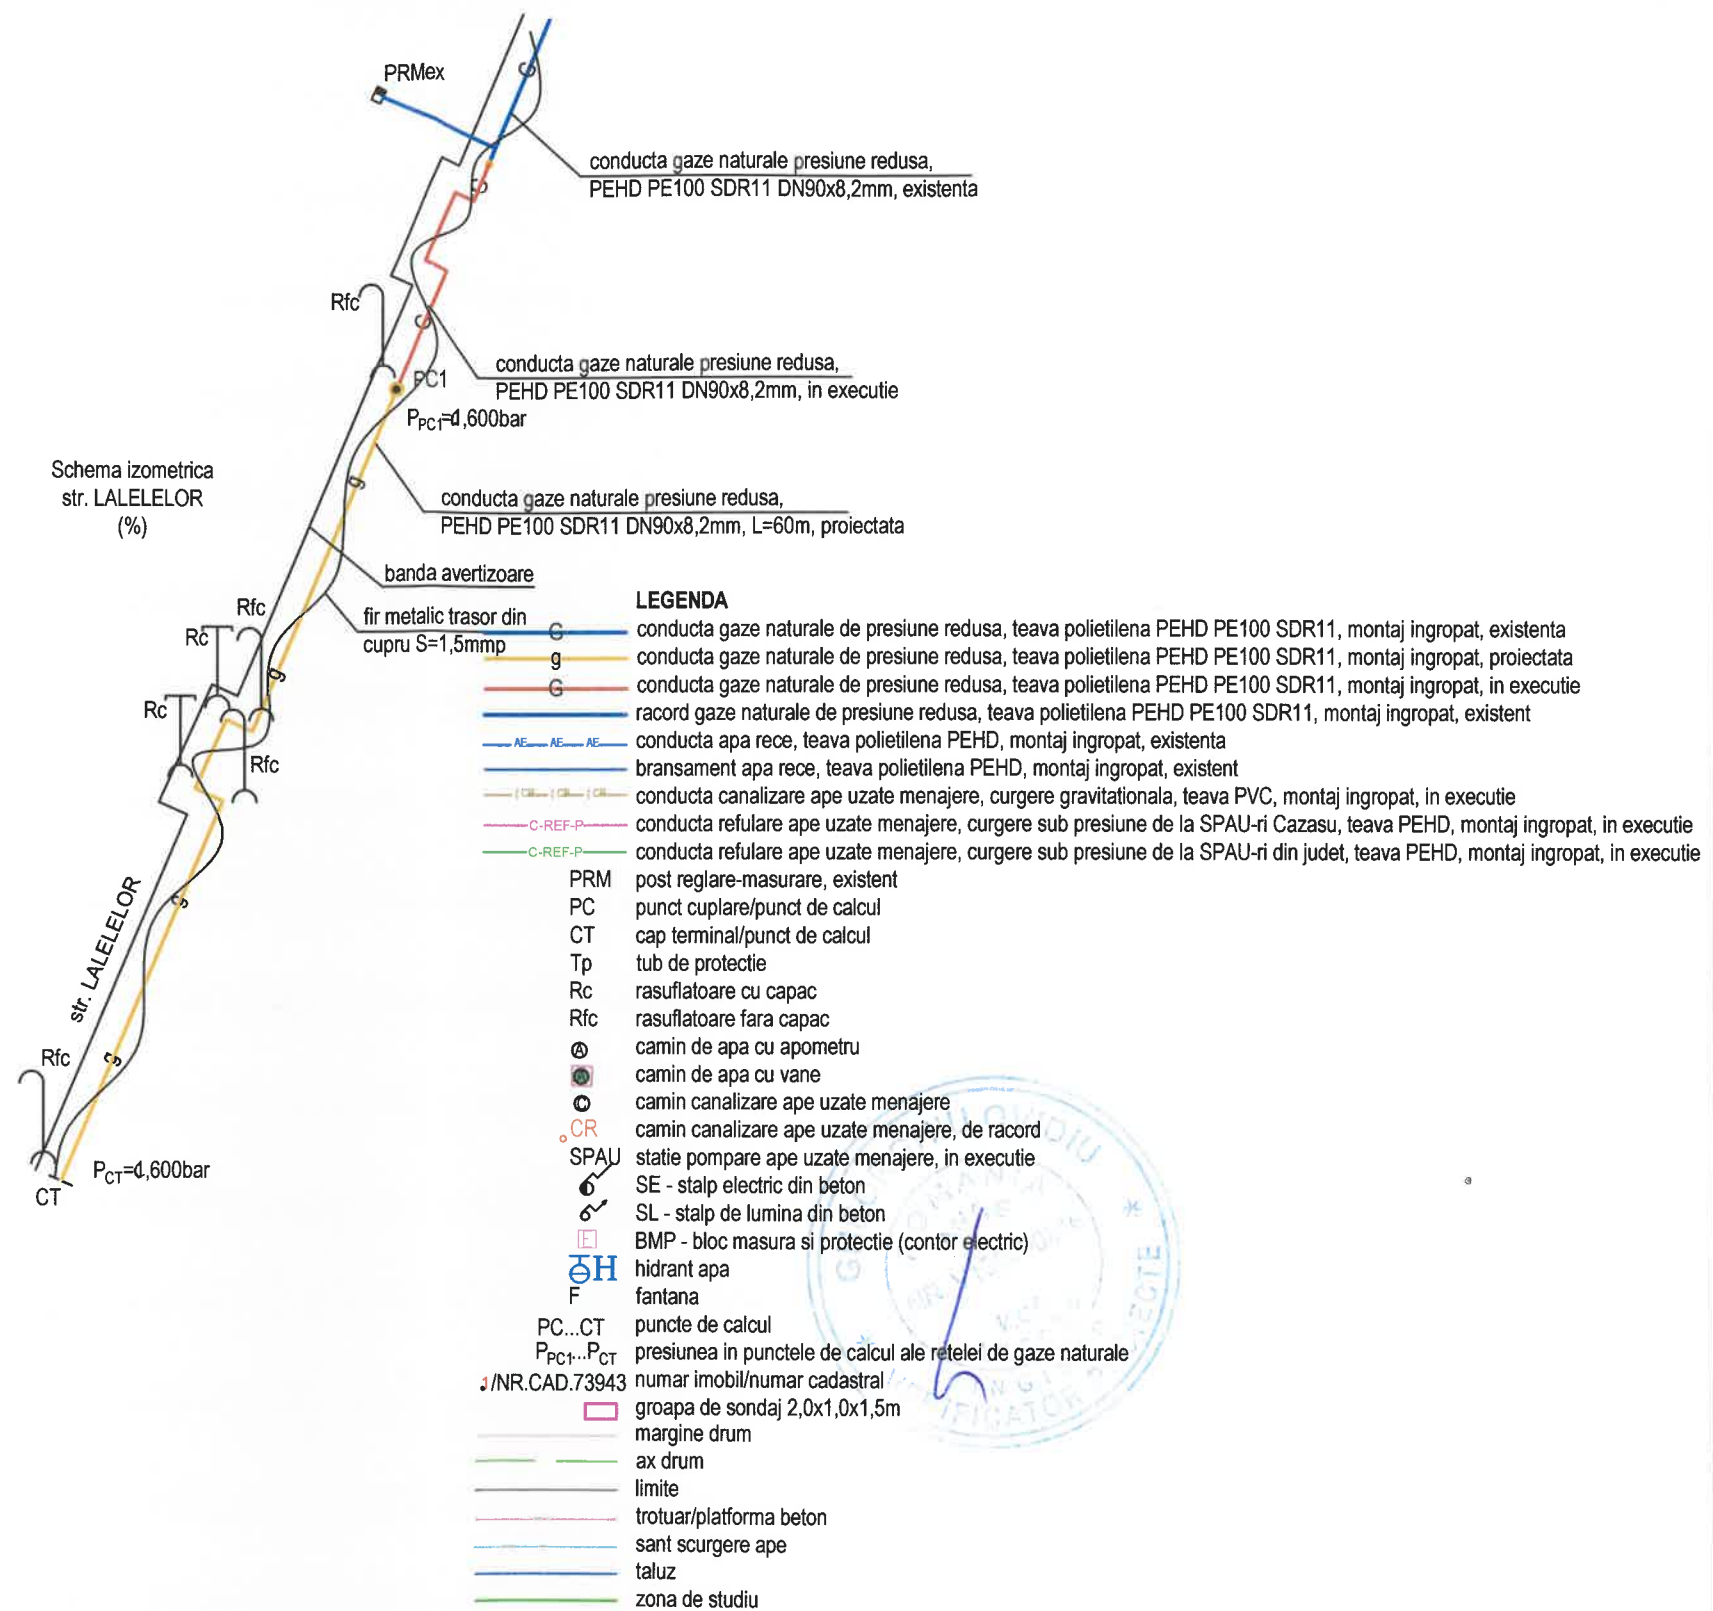 PRMex
conducta gaze naturale presiune redusa,
PEHD PE100 SDR11 DN90x8,2mm, existenta
G
Rfc
conducta gaze naturale presiune redusa,
PEHD PE100 SDR11 DN90x8,2mm, in executie
PC1
Schema izometrica
str. LALELELOR
(%)
g
conducta gaze naturale presiune redusa,
PEHD PE100 SDR11 DN90x8,2mm, L=60m, proiectata
banda avertizoare
fir metalic trasor din
cupru S=1,5mmp
Rfc
Rc
Rc
g
Rfc
g
str. LALELELOR
g
Rfc
CT
LEGENDA
G conducta gaze naturale de presiune redusa, teava polietilena PEHD PE100 SDR11, montaj ingropat, existenta
g conducta gaze naturale de presiune redusa, teava polietilena PEHD PE100 SDR11, montaj ingropat, proiectata
G conducta gaze naturale de presiune redusa, teava polietilena PEHD PE100 SDR11, montaj ingropat, in executie
racord gaze naturale de presiune redusa, teava polietilena PEHD PE100 SDR11, montaj ingropat, existent
AE AE AE conducta apa rece, teava polietilena PEHD, montaj ingropat, existenta
bransament apa rece, teava polietilena PEHD, montaj ingropat, existent
conducta canalizare ape uzate menajere, curgere gravitationala, teava PVC, montaj ingropat, in executie
C-REF-P conducta refulare ape uzate menajere, curgere sub presiune de la SPAU-ri Cazasu, teava PEHD, montaj ingropat, in executie
C-REF-P conducta refulare ape uzate menajere, curgere sub presiune de la SPAU-ri din judet, teava PEHD, montaj ingropat, in executie
PRM post reglare-masurare, existent
PC punct cuplare/punct de calcul
CT cap terminal/punct de calcul
Tp tub de protectie
Rc rasuflatoare cu capac
Rfc rasuflatoare fara capac
A camin de apa cu apometru
camin de apa cu vane
C camin canalizare ape uzate menajere
CR camin canalizare ape uzate menajere, de racord
SPAU statie pompare ape uzate menajere, in executie
SE - stalp electric din beton
SL - stalp de lumina din beton
E BMP - bloc masura si protectie (contor electric)
H hidrant apa
F fantana
PC...CT puncte de calcul
PPC1...PCT presiunea in punctele de calcul ale retelei de gaze naturale
1/NR.CAD.73943 numar imobil/numar cadastral
groapa de sondaj 2,0x1,0x1,5m
margine drum
ax drum
limite
trotuar/platforma beton
sant scurgere ape
taluz
zona de studiu